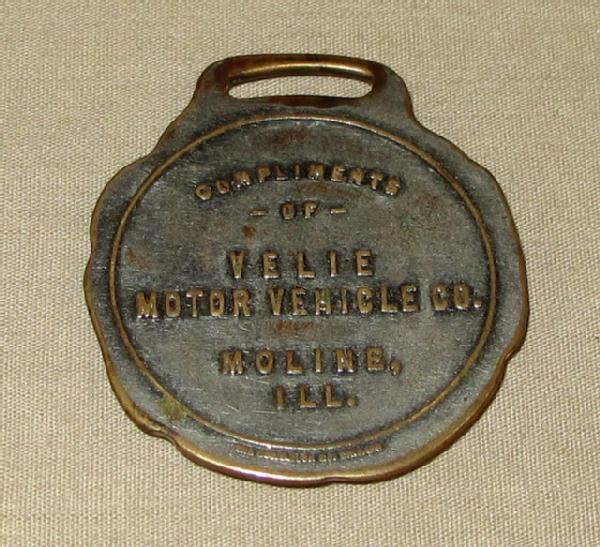 COMPLIMENTS
- OF -
VELIE
MOTOR VEHICLE CO.
MOLINE,
ILL.